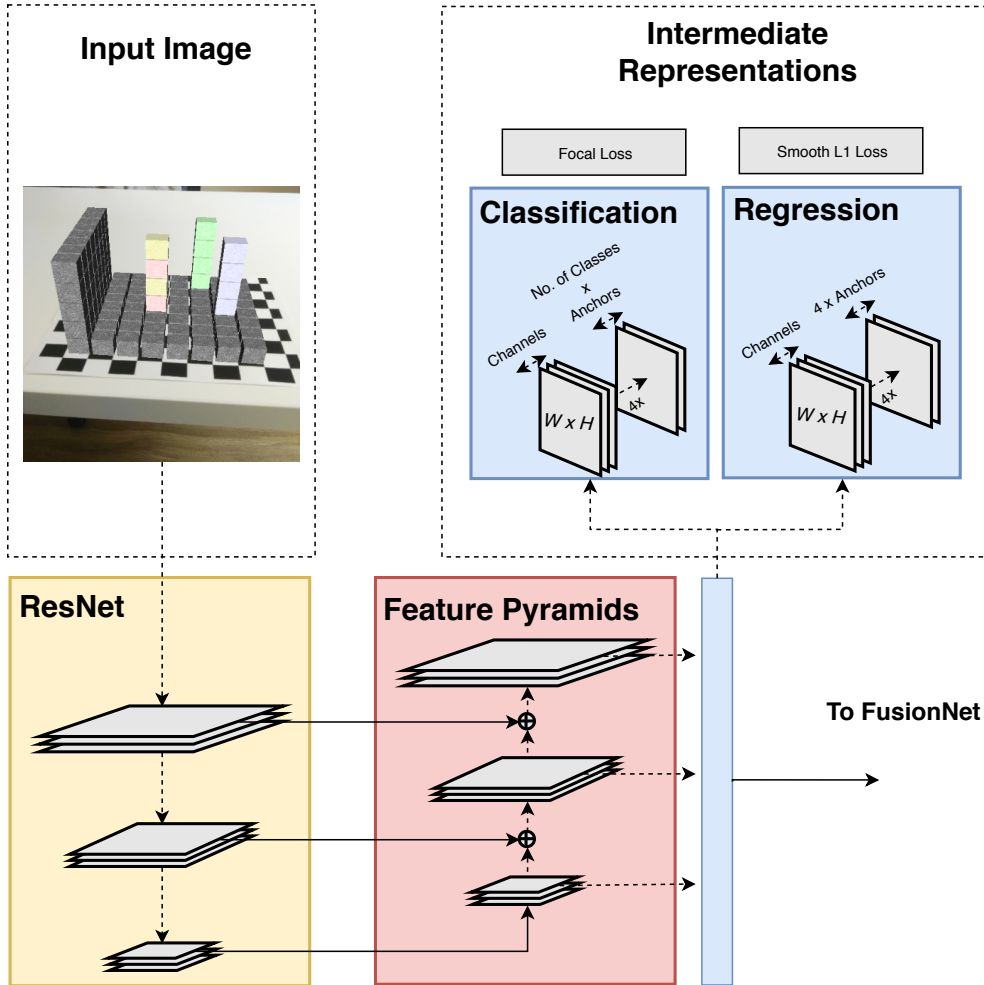 Input Image
Intermediate
Representations
Focal Loss
Smooth L1 Loss
Classification
No. of Classes
x
Anchors
Channels
W x H
4x
Regression
4 x Anchors
Channels
W x H
4x
ResNet
Feature Pyramids
To FusionNet